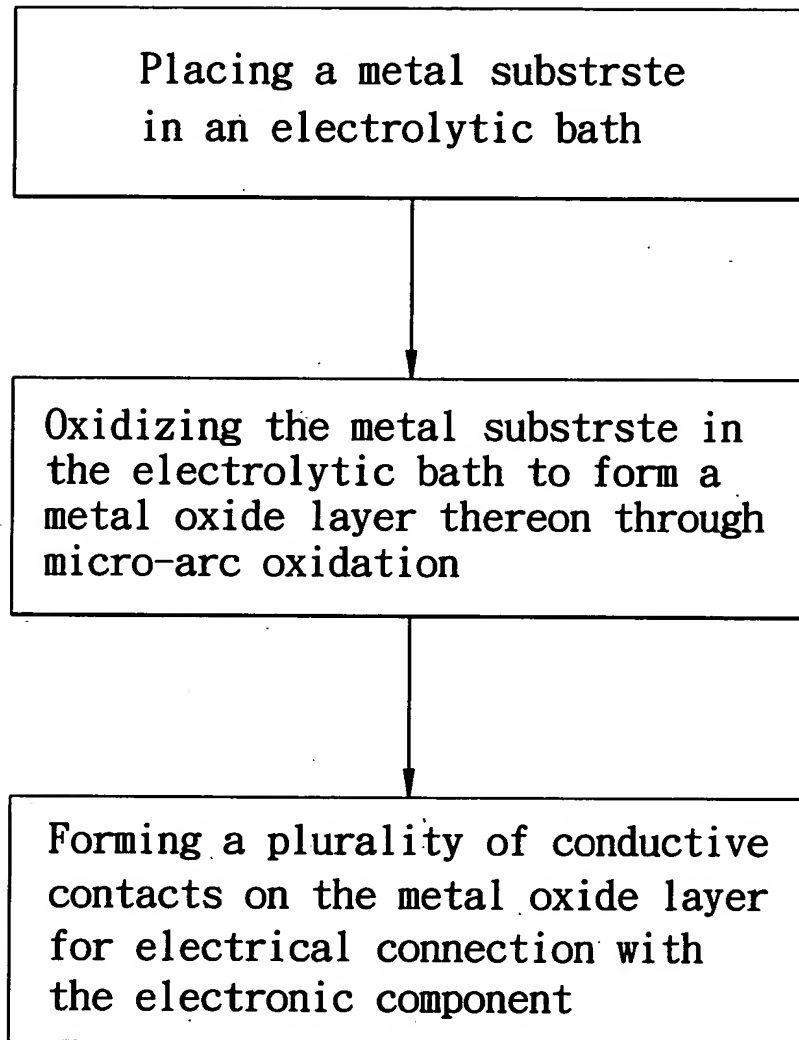 Placing a metal substrste
in an electrolytic bath
Oxidizing the metal substrste in
the electrolytic bath to form a
metal oxide layer thereon through
micro-arc oxidation
Forming a plurality of conductive
contacts on the metal oxide layer
for electrical connection with
the electronic component